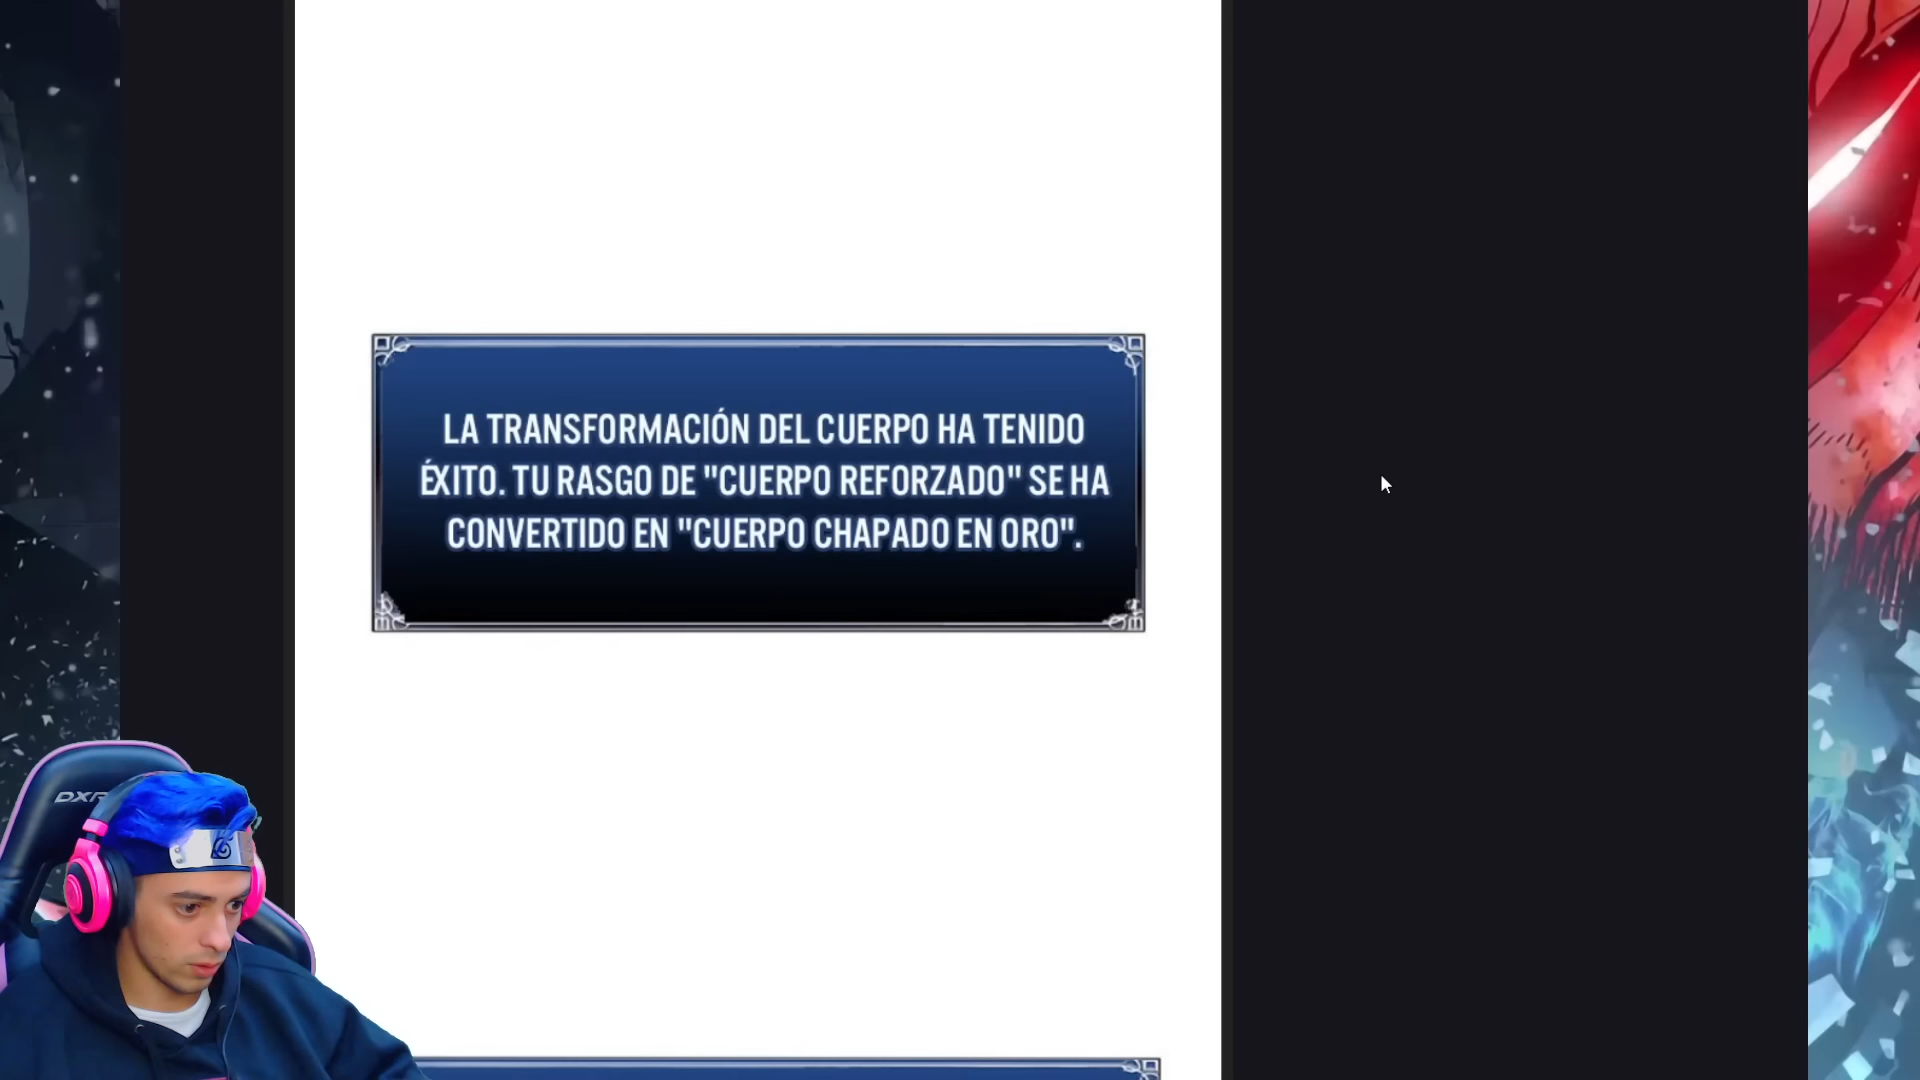 LA TRANSFORMACIÓN DEL CUERPO HA TENIDO
ÉXITO. TU RASGO DE "CUERPO REFORZADO" SE HA
CONVERTIDO EN "CUERPO CHAPADO EN ORO".